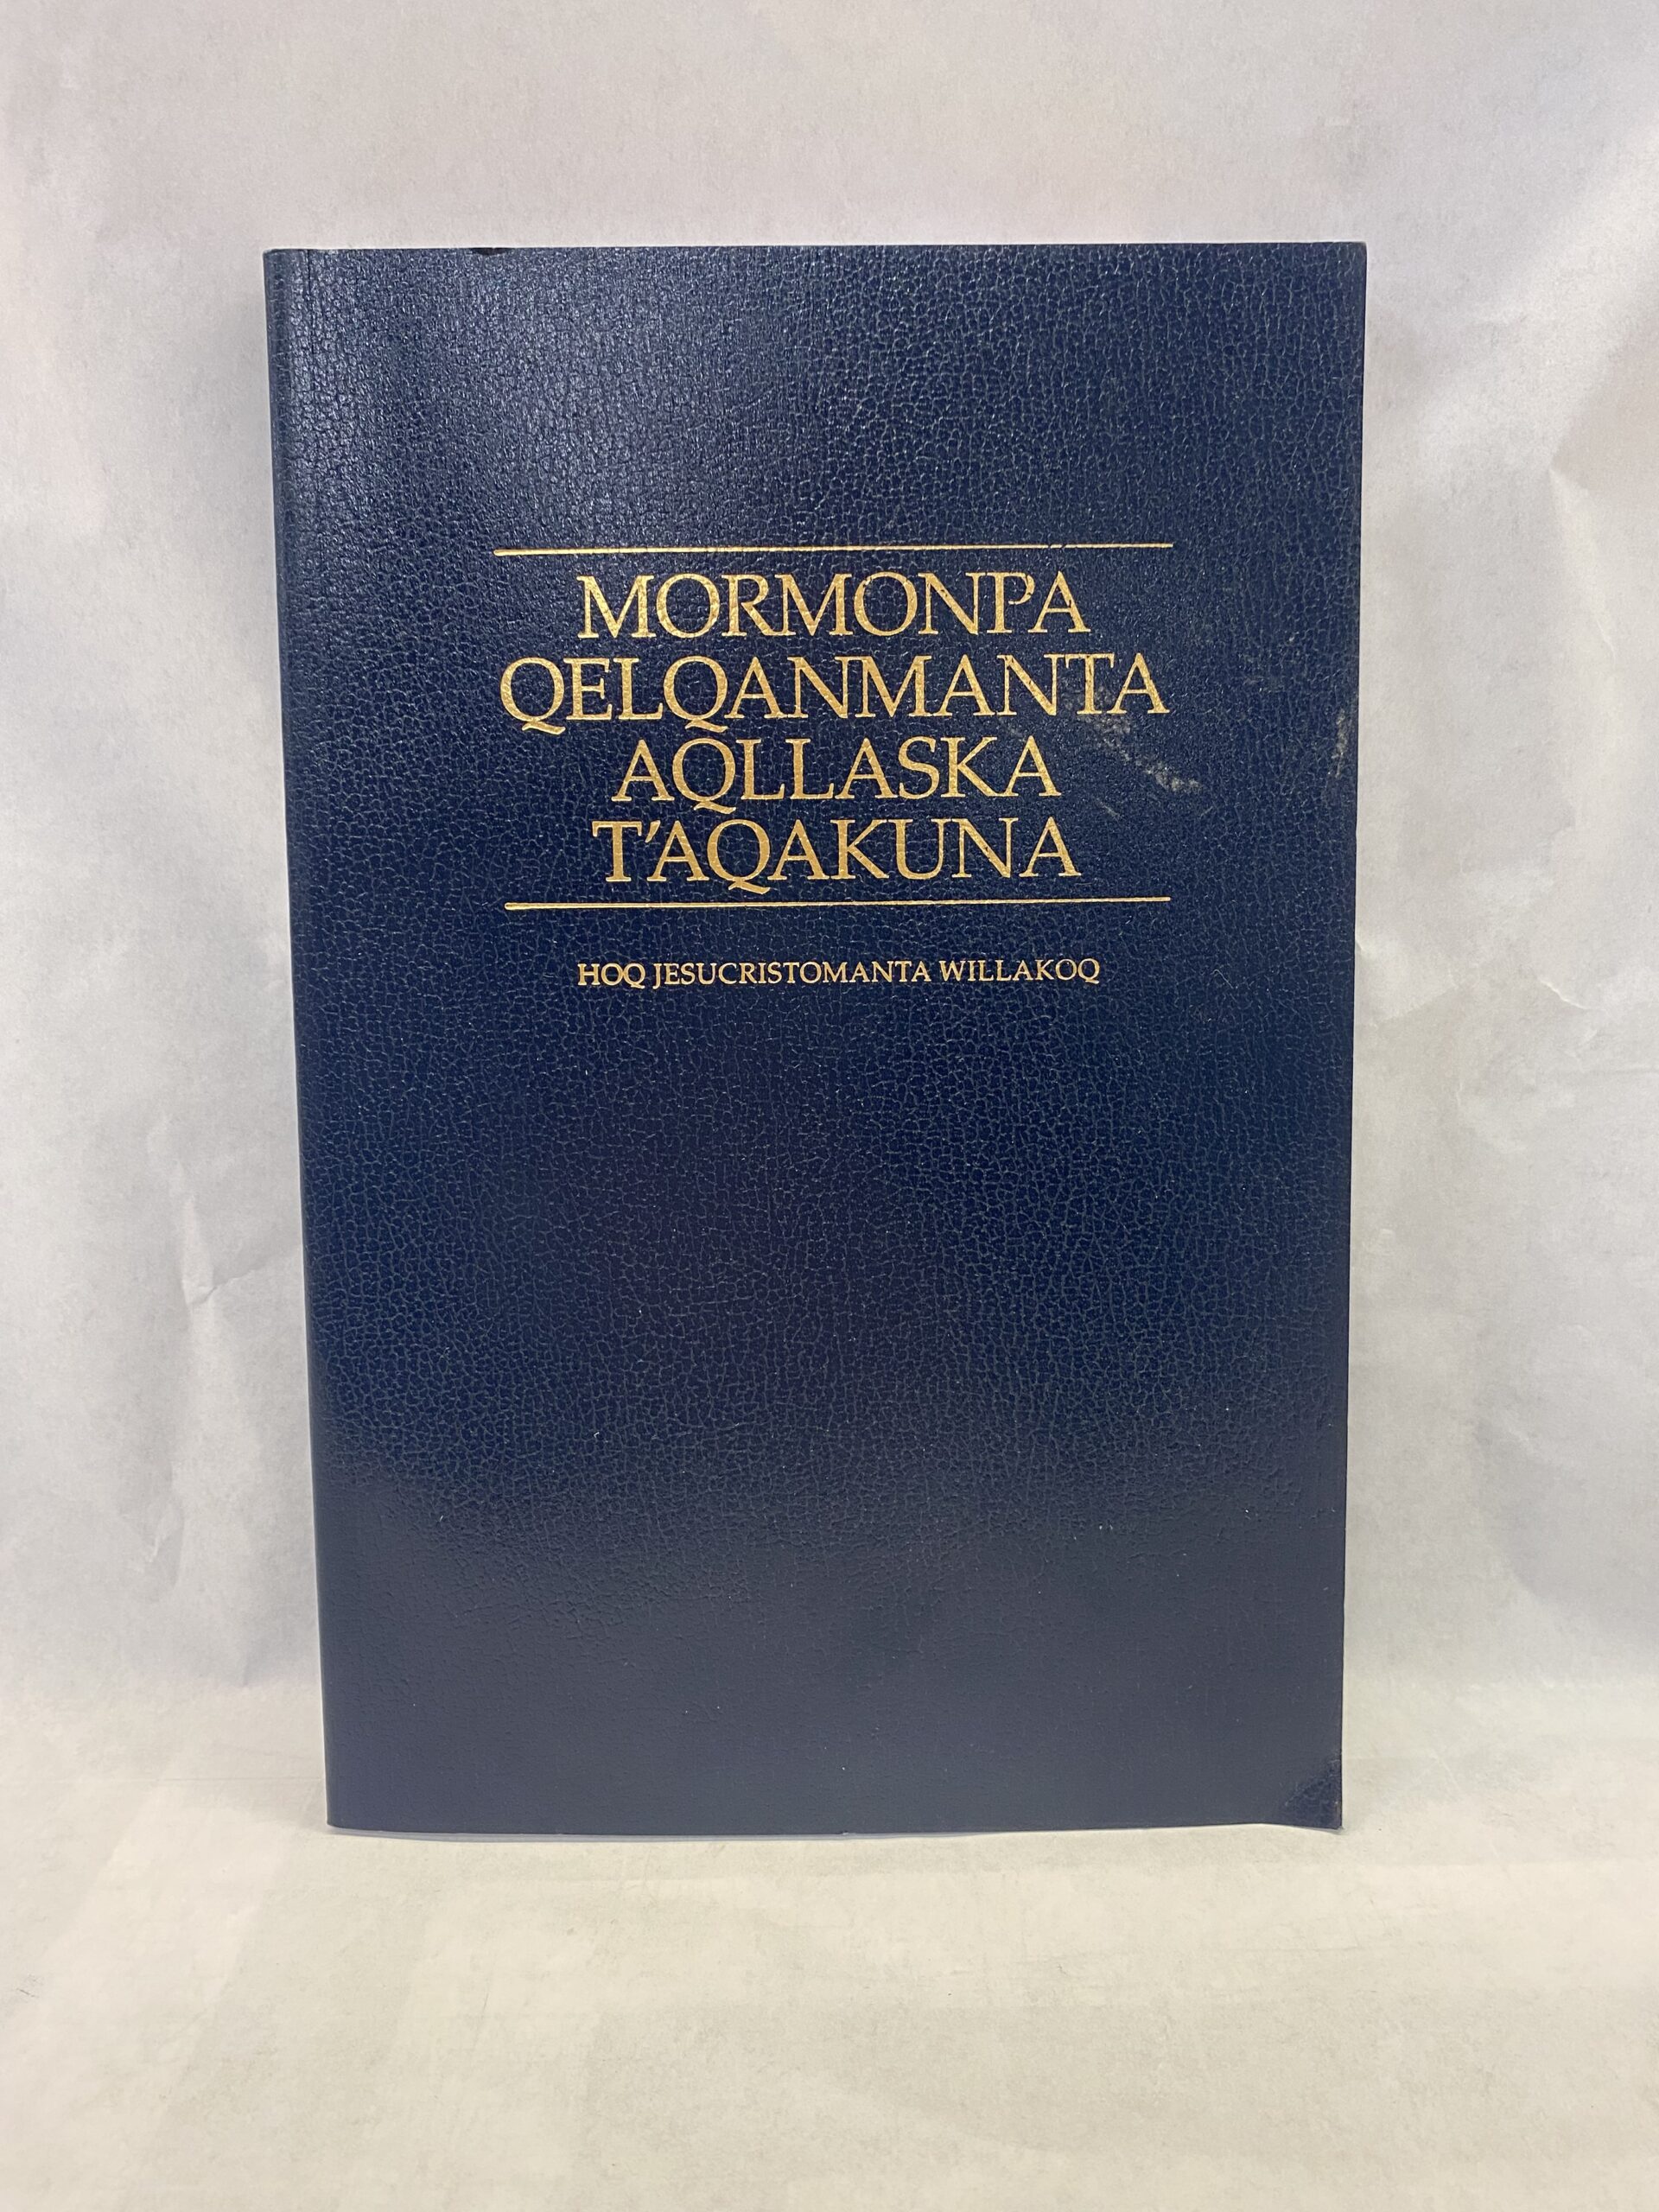 MORMONPA
QELQANMANTA
AQLLASKA
T'AQAKUNA
HOQ JESUCRISTOMANTA WILLAKOQ